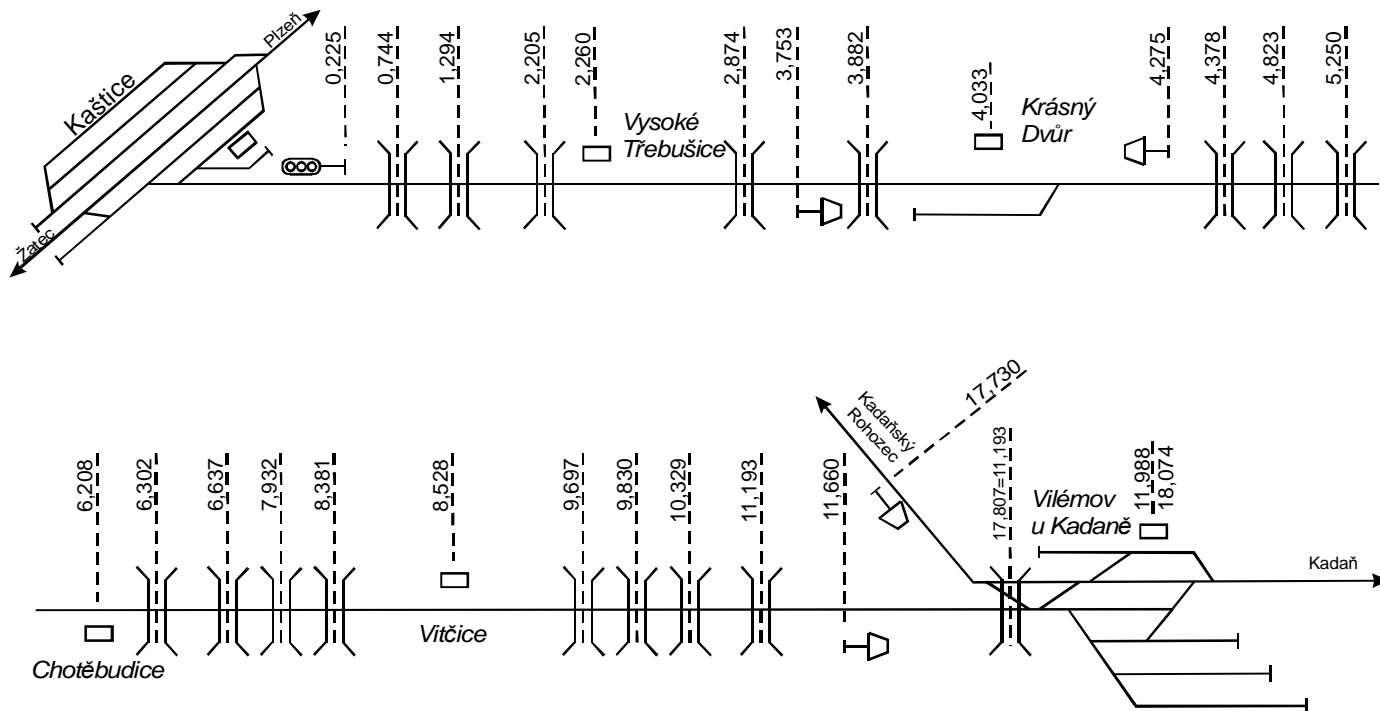 Plzeň
Kaštice
Žatec
0,225
0,744
1,294
2,205
2,260
Vysoké
Třebušice
2,874
3,753
3,882
4,033
Krásný
Dvůr
4,275
4,378
4,823
5,250
6,208
Chotěbudice
6,302
6,637
7,932
8,381
8,528
Vitčice
9,697
9,830
10,329
11,193
11,660
Kadaňský
Rohozec
17,730
17,807=11,193
Vilémov
u Kadaně
11,988
18,074
Kadaň